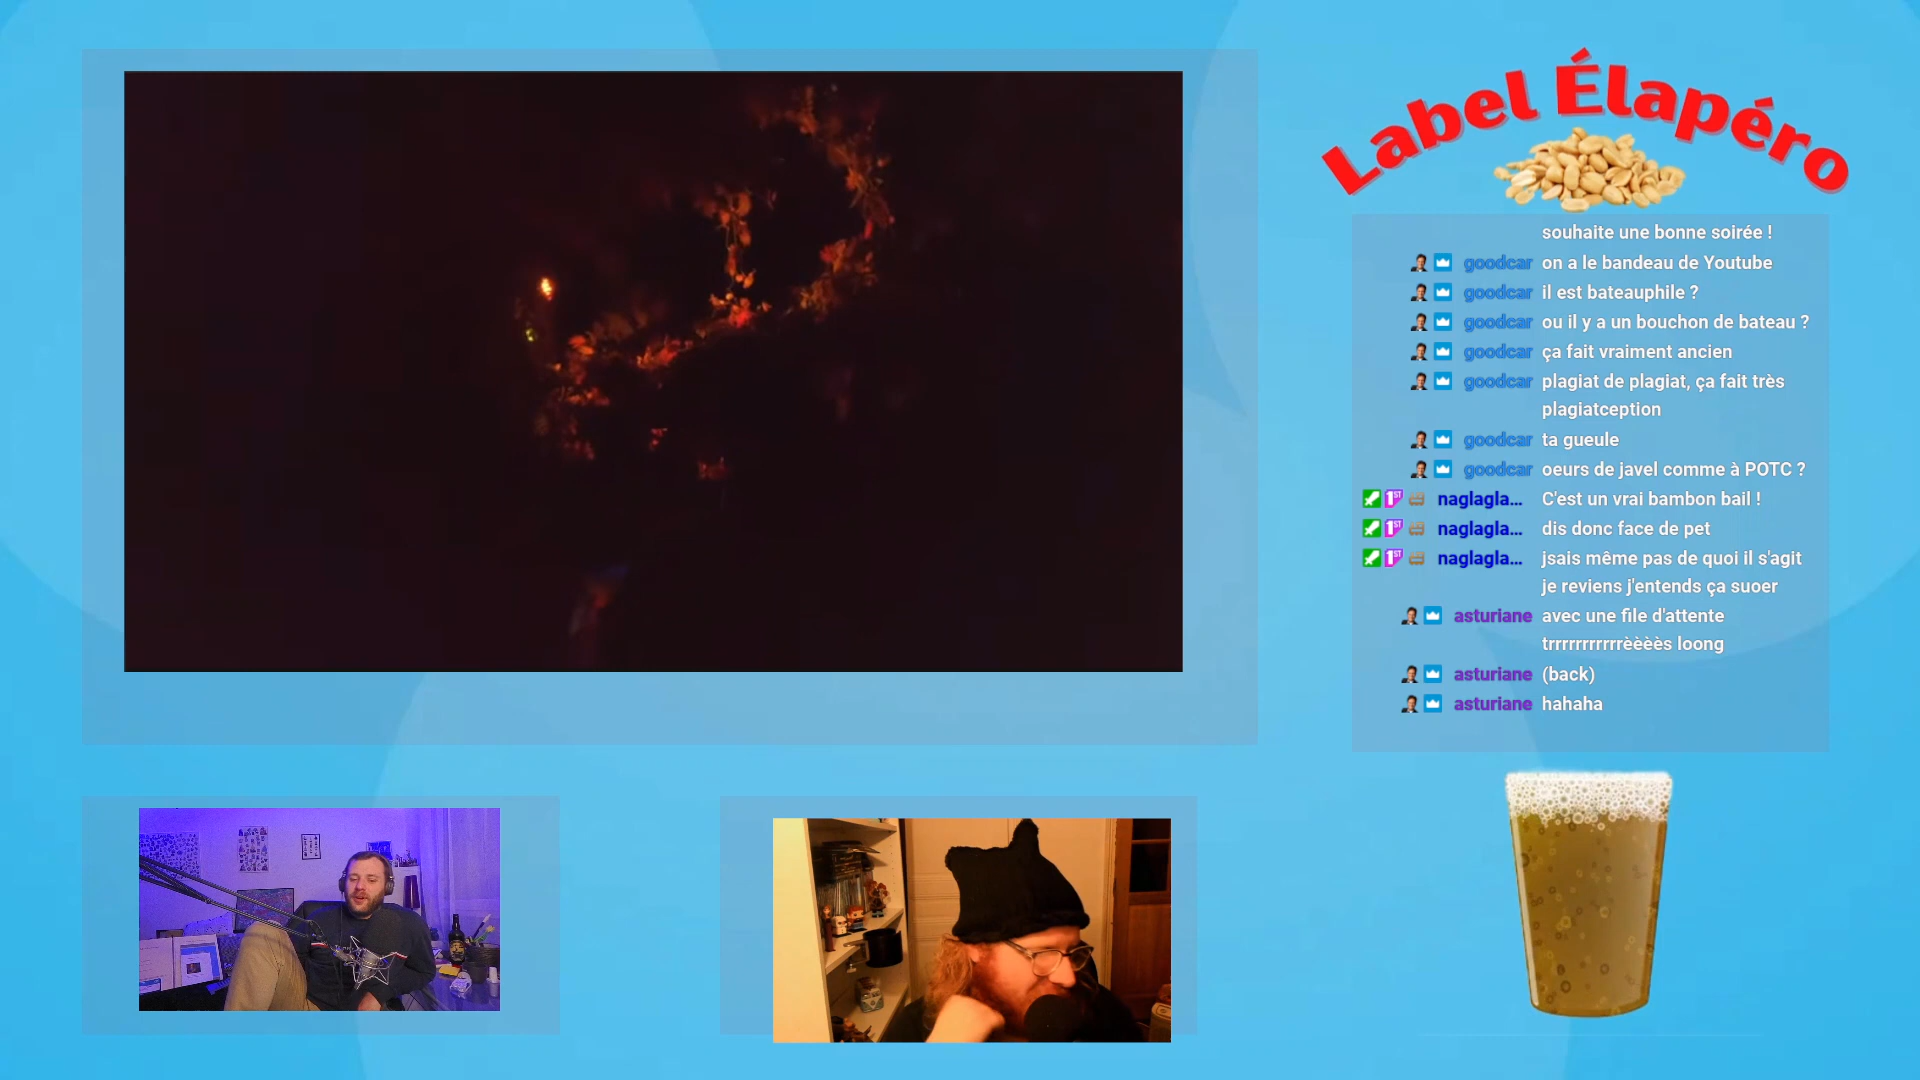 Label Élapéro
souhaite une bonne soirée !
goodcar on a le bandeau de Youtube
goodcar il est bateauphile ?
goodcar ou il y a un bouchon de bateau ?
goodcar ça fait vraiment ancien
goodcar plagiat de plagiat, ça fait très
plagiatception
goodcar ta gueule
goodcar oeurs de javel comme à POTC ?
1ST naglagla... C'est un vrai bambon bail !
1ST naglagla... dis donc face de pet
1ST naglagla... jsais même pas de quoi il s'agit
je reviens j'entends ça suoer
asturiane avec une file d'attente
trrrrrrrrrrrèèèès loong
asturiane (back)
asturiane hahaha